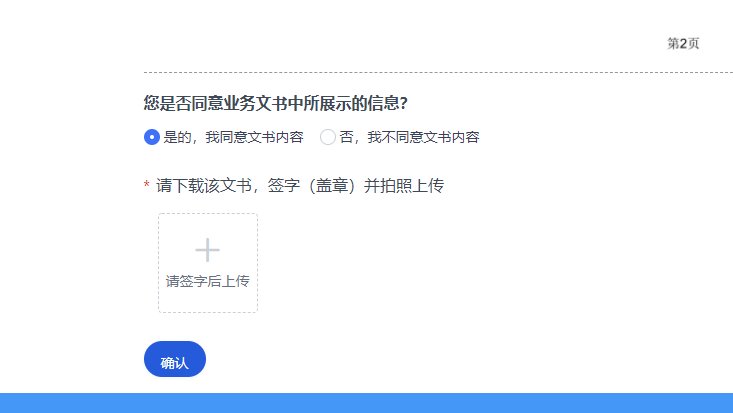 第2页
您是否同意业务文书中所展示的信息?
是的，我同意文书内容 否，我不同意文书内容
* 请下载该文书，签字（盖章）并拍照上传
请签字后上传
确认